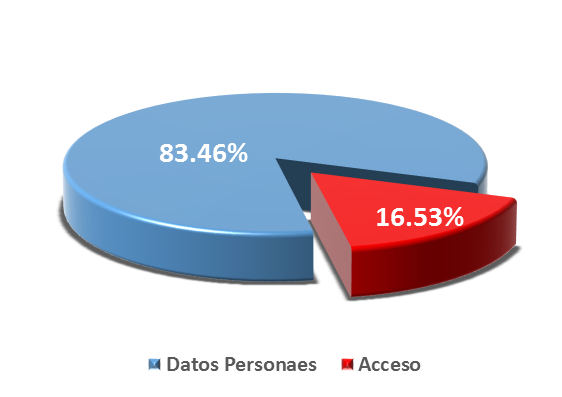 83.46%
16.53%
Datos Personaes
Acceso